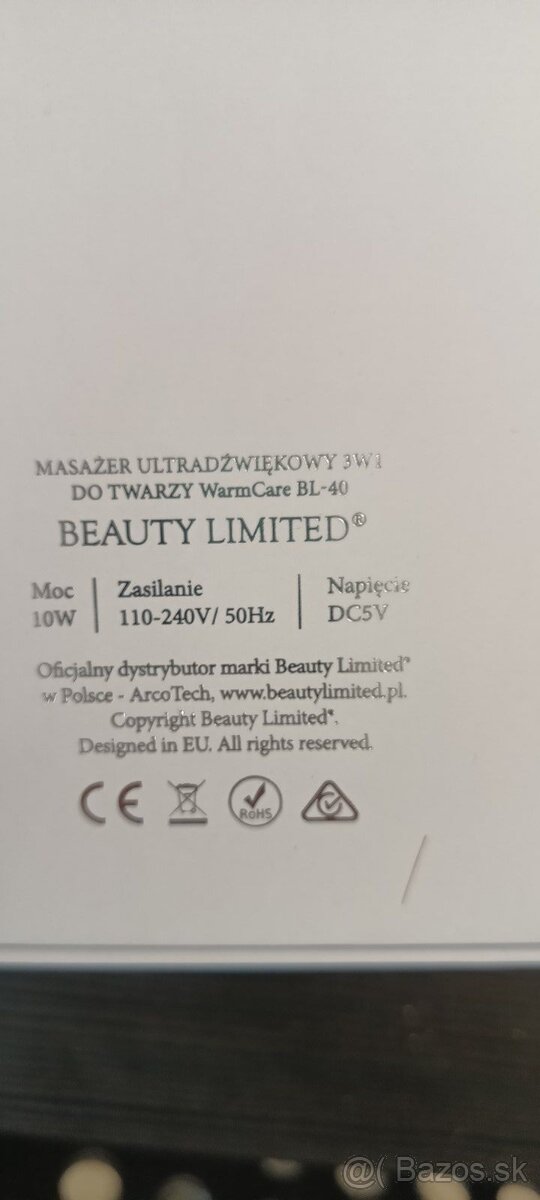 MASAŻER ULTRADŹWIĘKOWY 3W1
DO TWARZY WarmCare BL-40
BEAUTY LIMITED®
Moc
10W
Zasilanie
110-240V/ 50Hz
Napięcie
DC5V
Oficjalny dystrybutor marki Beauty Limited®
w Polsce - ArcoTech, www.beautylimited.pl.
Copyright Beauty Limited®.
Designed in EU. All rights reserved.
CE
RoHS
@( Bazos.sk